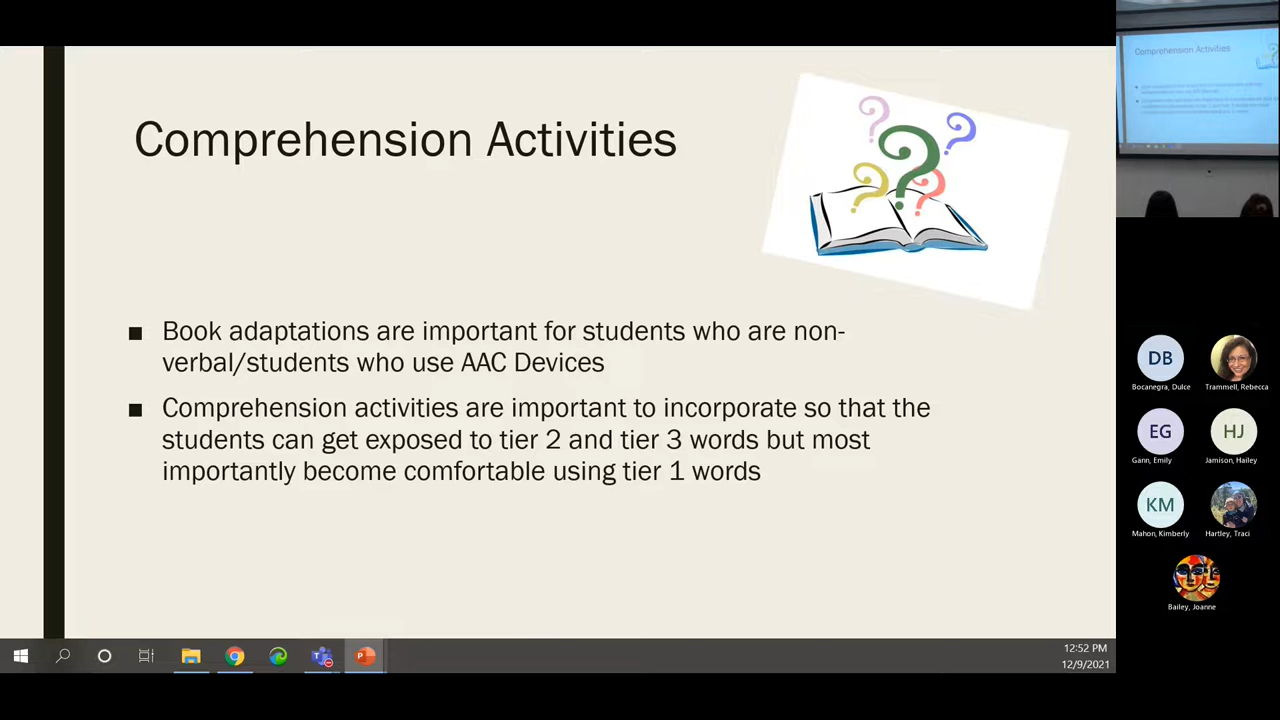 Comprehension Activities
■ Book adaptations are important for students who are non-
verbal/students who use AAC Devices
■ Comprehension activities are important to incorporate so that the
students can get exposed to tier 2 and tier 3 words but most
importantly become comfortable using tier 1 words
Comprehension Activities
DB
Bocanegra, Dulce
Trammell, Rebecca
EG
Gann, Emily
HJ
Jamison, Hailey
KM
Mahon, Kimberly
Hartley, Traci
Bailey, Joanne
12:52 PM
12/9/2021